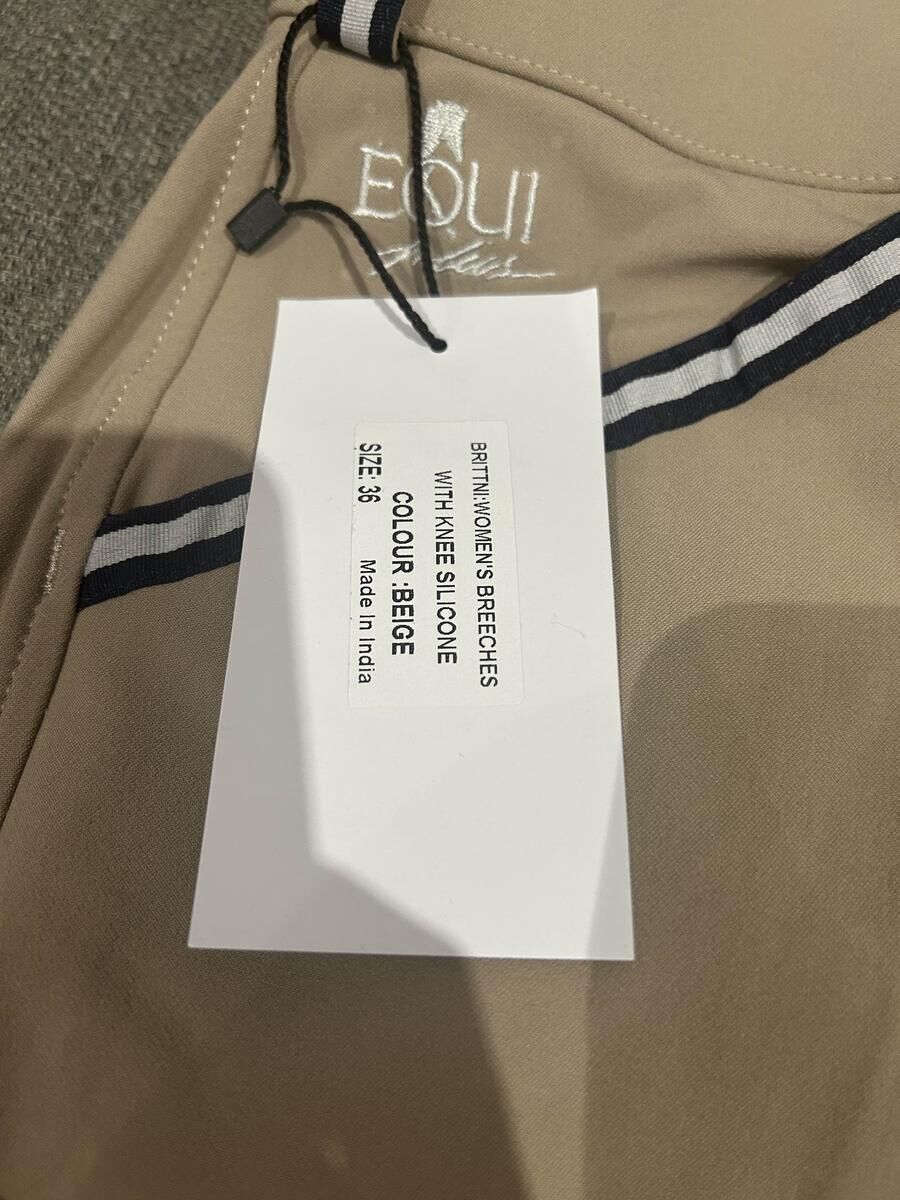 EQUI
BRITTNI:WOMEN'S BREECHES
WITH KNEE SILICONE
COLOUR :BEIGE
SIZE: 36 Made In India